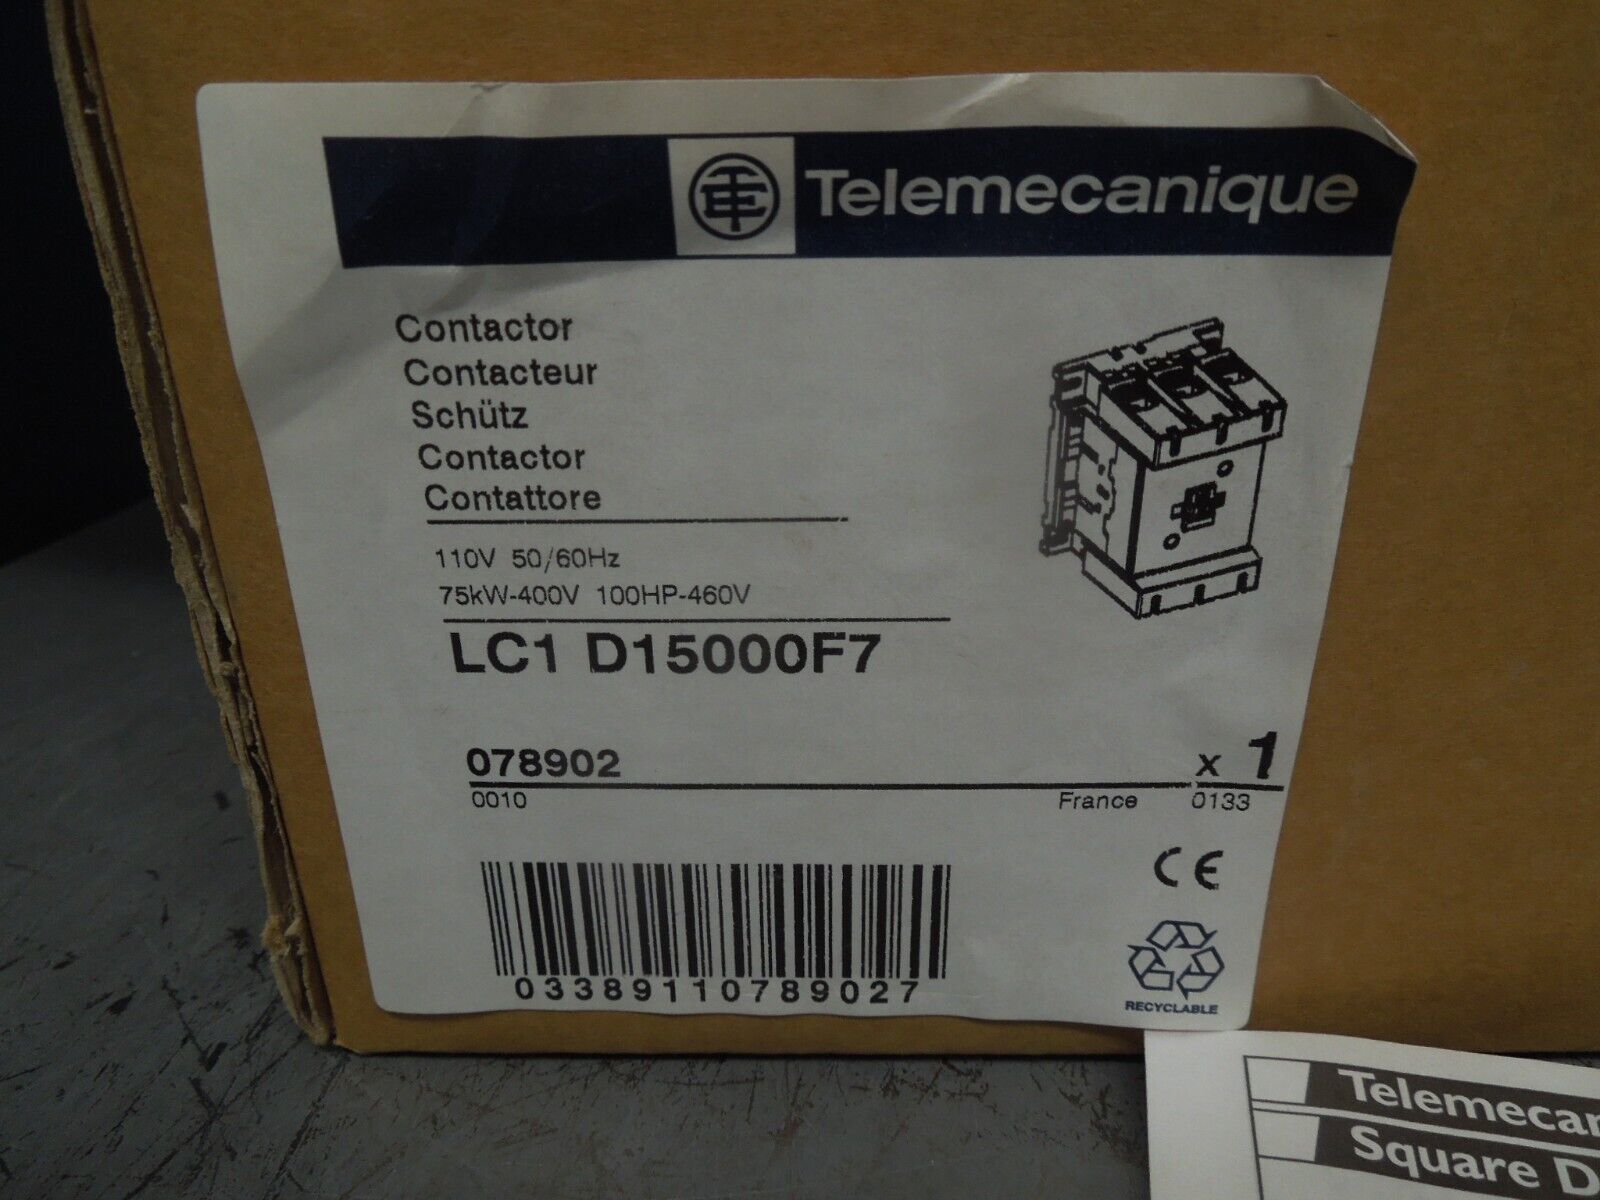 Telemecanique
Contactor
Contacteur
Schütz
Contactor
Contattore
110V 50/60Hz
75kW-400V 100HP-460V
LC1 D15000F7
078902 x 1
0010 France 0133
CE
03389110789027
RECYCLABLE
Telemecan
Square D